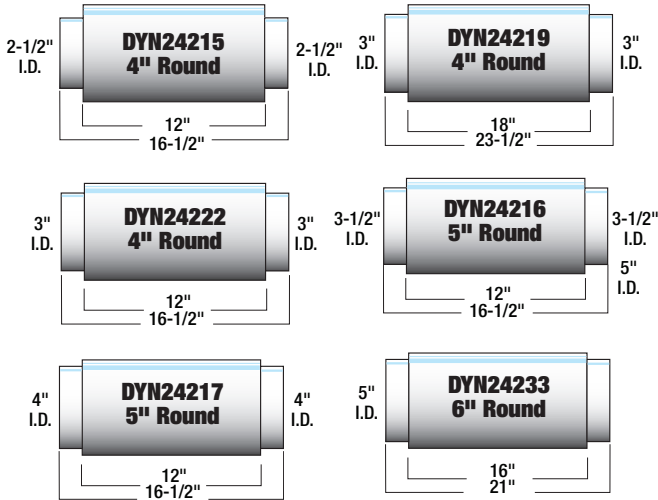 2-1/2"
I.D.
DYN24215
4" Round
2-1/2"
I.D.
12"
16-1/2"
3"
I.D.
DYN24219
4" Round
3"
I.D.
18"
23-1/2"
3"
I.D.
DYN24222
4" Round
3"
I.D.
12"
16-1/2"
3-1/2"
I.D.
DYN24216
5" Round
3-1/2"
I.D.
5"
I.D.
12"
16-1/2"
4"
I.D.
DYN24217
5" Round
4"
I.D.
12"
16-1/2"
5"
I.D.
DYN24233
6" Round
16"
21"